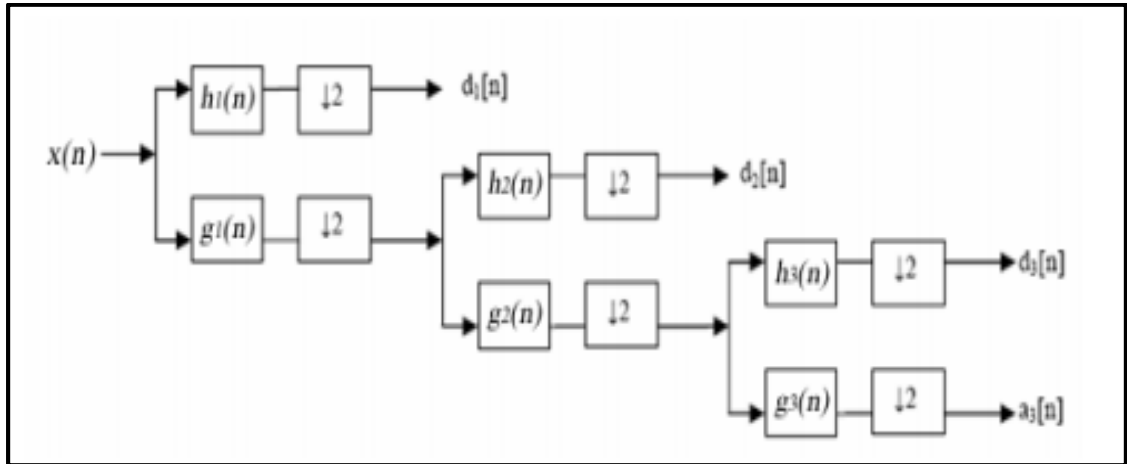 h1(n) ↓2 d₁[n]
x(n)
h2(n) ↓2 d₂[n]
g1(n) ↓2
h3(n) ↓2 d₃[n]
g2(n) ↓2
g3(n) ↓2 a₃[n]